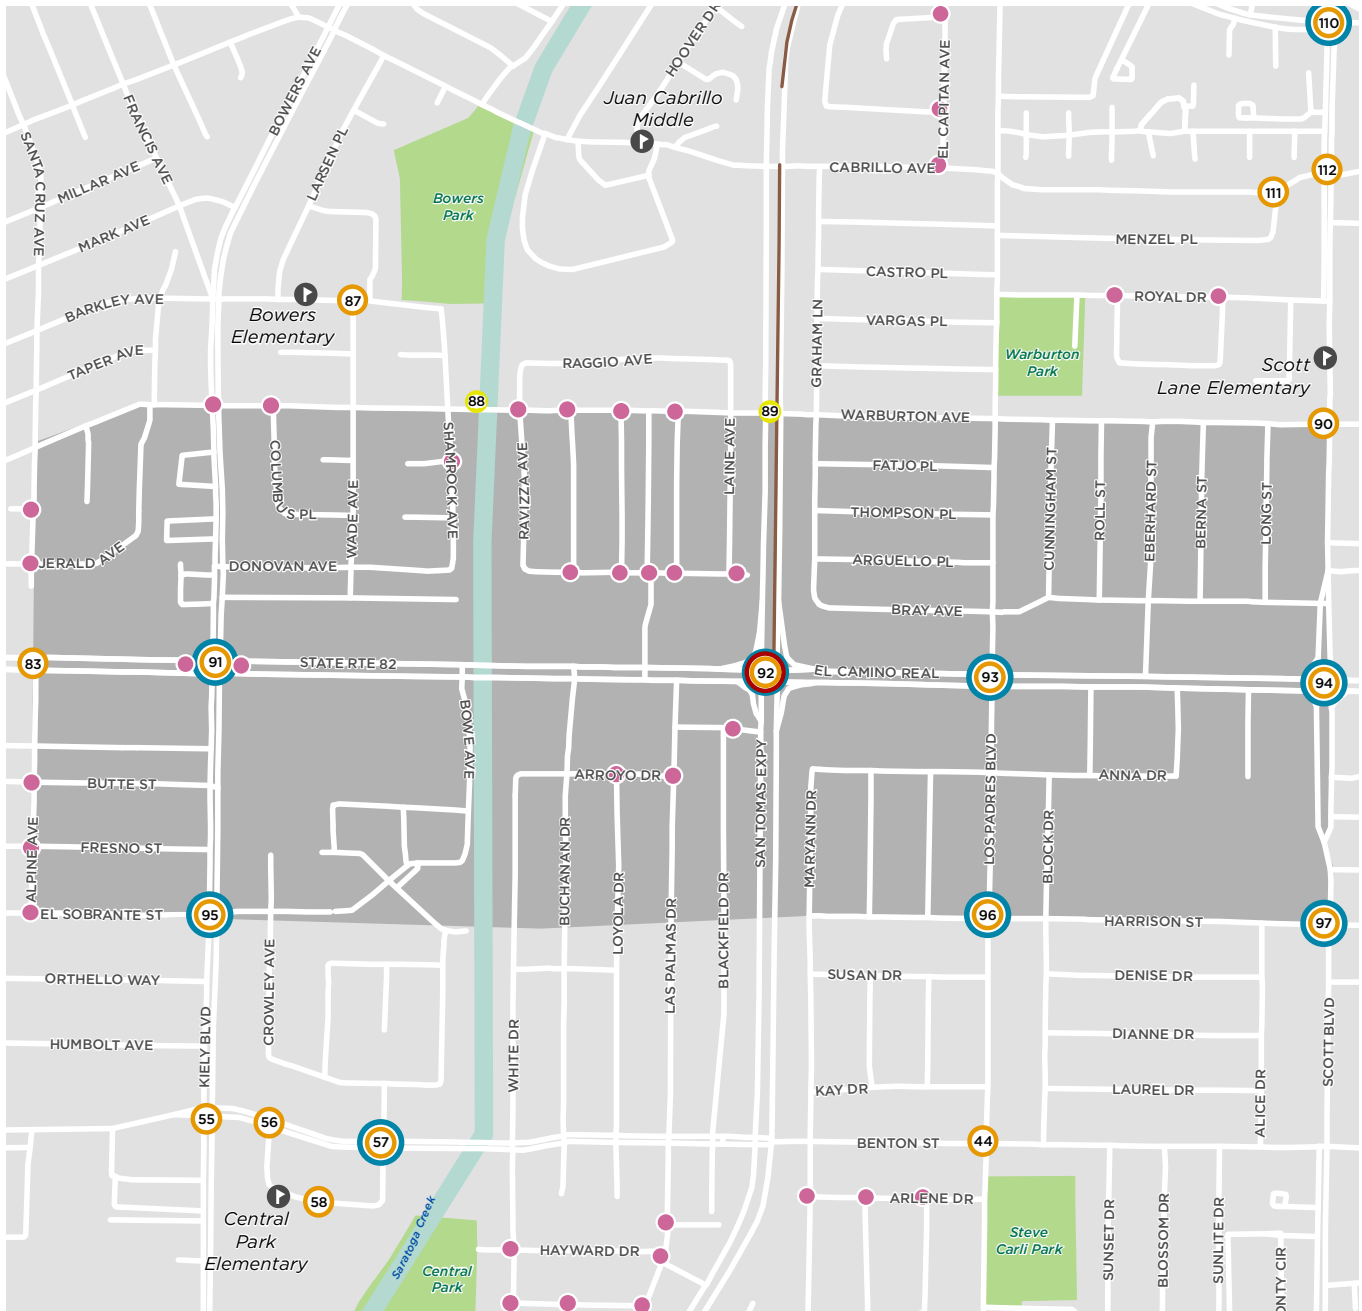 110
HOOVER DR
BOWERS AVE
EL CAPITAN AVE
FRANCIS AVE
Juan Cabrillo
Middle
SANTA CRUZ AVE
LARSEN PL
CABRILLO AVE
112
111
MILLAR AVE
Bowers
Park
MARK AVE
MENZEL PL
CASTRO PL
BARKLEY AVE
87
ROYAL DR
Bowers
Elementary
VARGAS PL
GRAHAM LN
TAPER AVE
RAGGIO AVE
Warburton
Park
Scott
Lane Elementary
88
89
WARBURTON AVE
90
COLUMBUS PL
SHAMROCK AVE
RAVIZZA AVE
LAINE AVE
FATJO PL
CUNNINGHAM ST
ROLL ST
EBERHARD ST
BERNA ST
LONG ST
WADE AVE
THOMPSON PL
JERALD AVE
DONOVAN AVE
ARGUELLO PL
BRAY AVE
83
91
STATE RTE 82
92
EL CAMINO REAL
93
94
BOWE AVE
SAN TOMAS EXPY
LOS PADRES BLVD
BUTTE ST
ARROYO DR
ANNA DR
ALPINE AVE
FRESNO ST
BUCHANAN DR
MARYANN DR
BLOCK DR
EL SOBRANTE ST
95
LOYOLA DR
LAS PALMAS DR
BLACKFIELD DR
96
HARRISON ST
97
ORTHELLO WAY
CROWLEY AVE
SUSAN DR
DENISE DR
HUMBOLT AVE
KIELY BLVD
WHITE DR
DIANNE DR
SCOTT BLVD
KAY DR
LAUREL DR
ALICE DR
55
56
57
BENTON ST
44
58
ARLENE DR
Central
Park
Elementary
Saratoga Creek
HAYWARD DR
Central
Park
Steve
Carli Park
SUNSET DR
BLOSSOM DR
SUNLITE DR
ONTY CIR